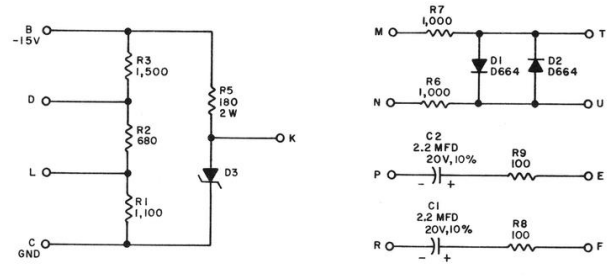 B
-15V
R3
1,500
D
R2
680
L
R1
1,100
C
GND
R5
180
2W
K
D3
R7
1,000
M
T
D1
D664
D2
D664
R6
1,000
N
U
C2
2.2 MFD
20V,10%
R9
100
P
- +
E
C1
2.2 MFD
20V,10%
R8
100
R
- +
F